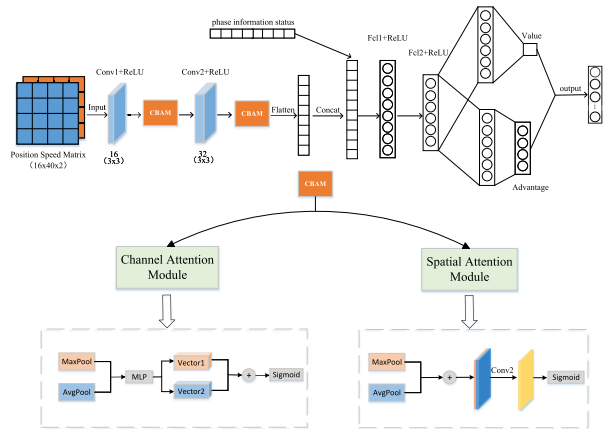 phase information status
Fcl1+ReLU
Fcl2+ReLU
Value
Conv1+ReLU
Conv2+ReLU
Input
CBAM
CBAM
Flatten
Concat
output
Position Speed Matrix
(16x40x2)
16
(3x3)
32
(3x3)
Advantage
CBAM
Channel Attention
Module
Spatial Attention
Module
MaxPool
AvgPool
MLP
Vector1
Vector2
+
Sigmoid
MaxPool
AvgPool
+
Conv2
Sigmoid